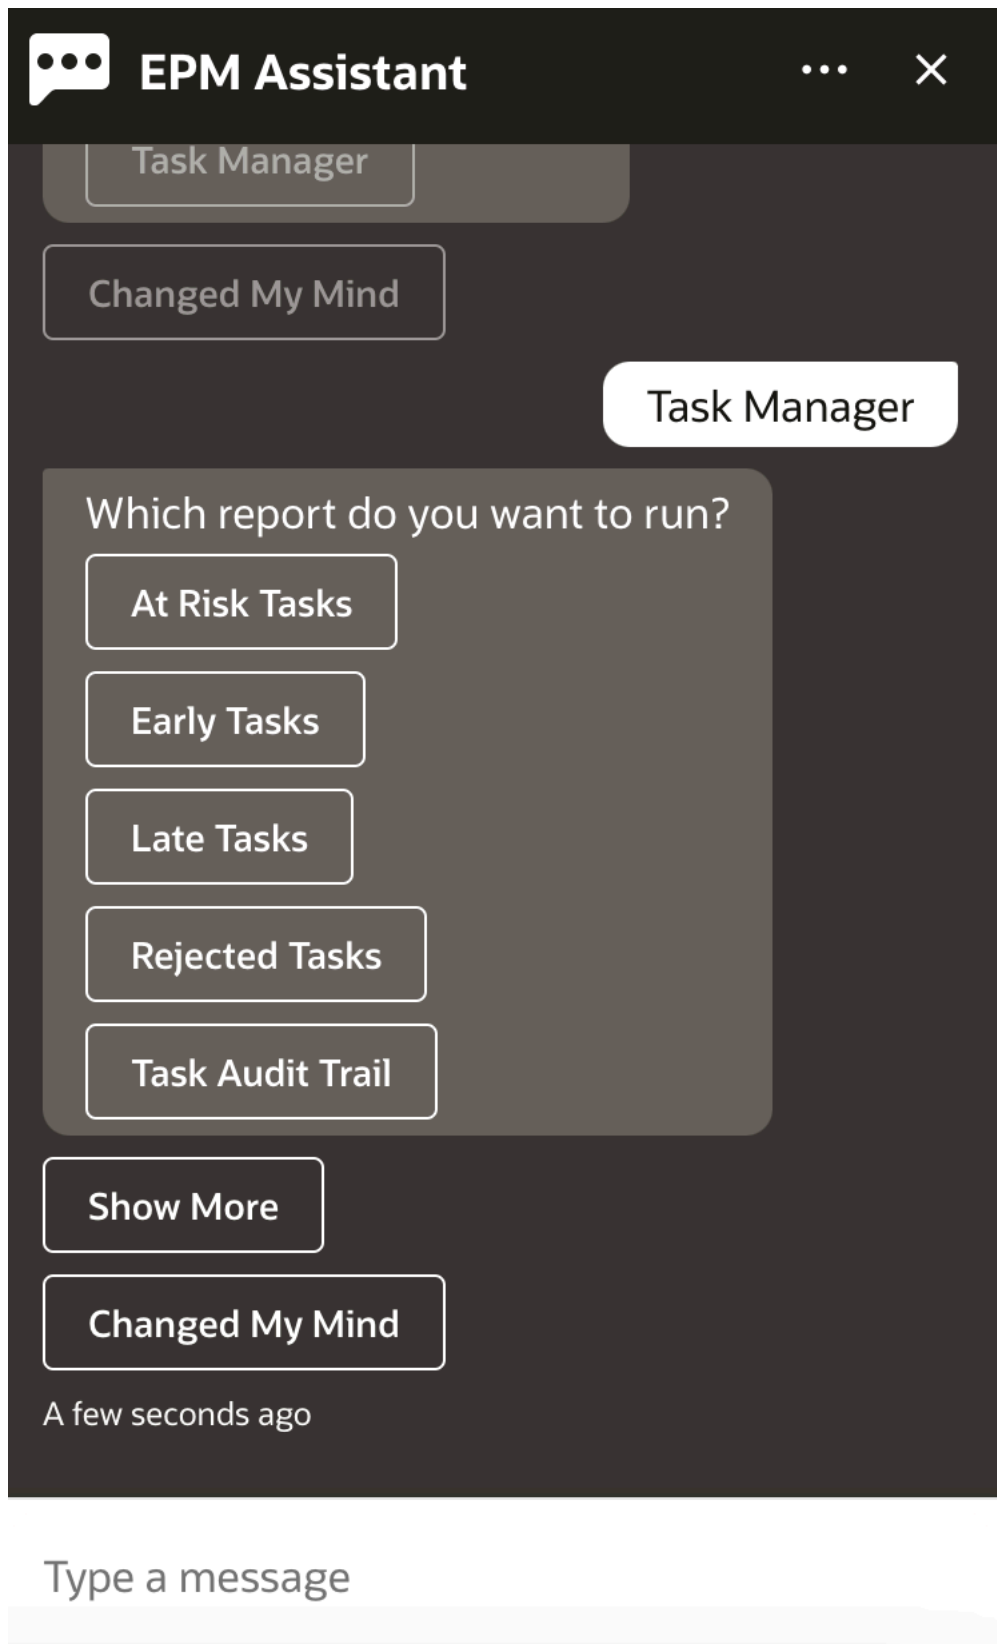 EPM Assistant
Task Manager
Changed My Mind
Task Manager
Which report do you want to run?
At Risk Tasks
Early Tasks
Late Tasks
Rejected Tasks
Task Audit Trail
Show More
Changed My Mind
A few seconds ago
Type a message